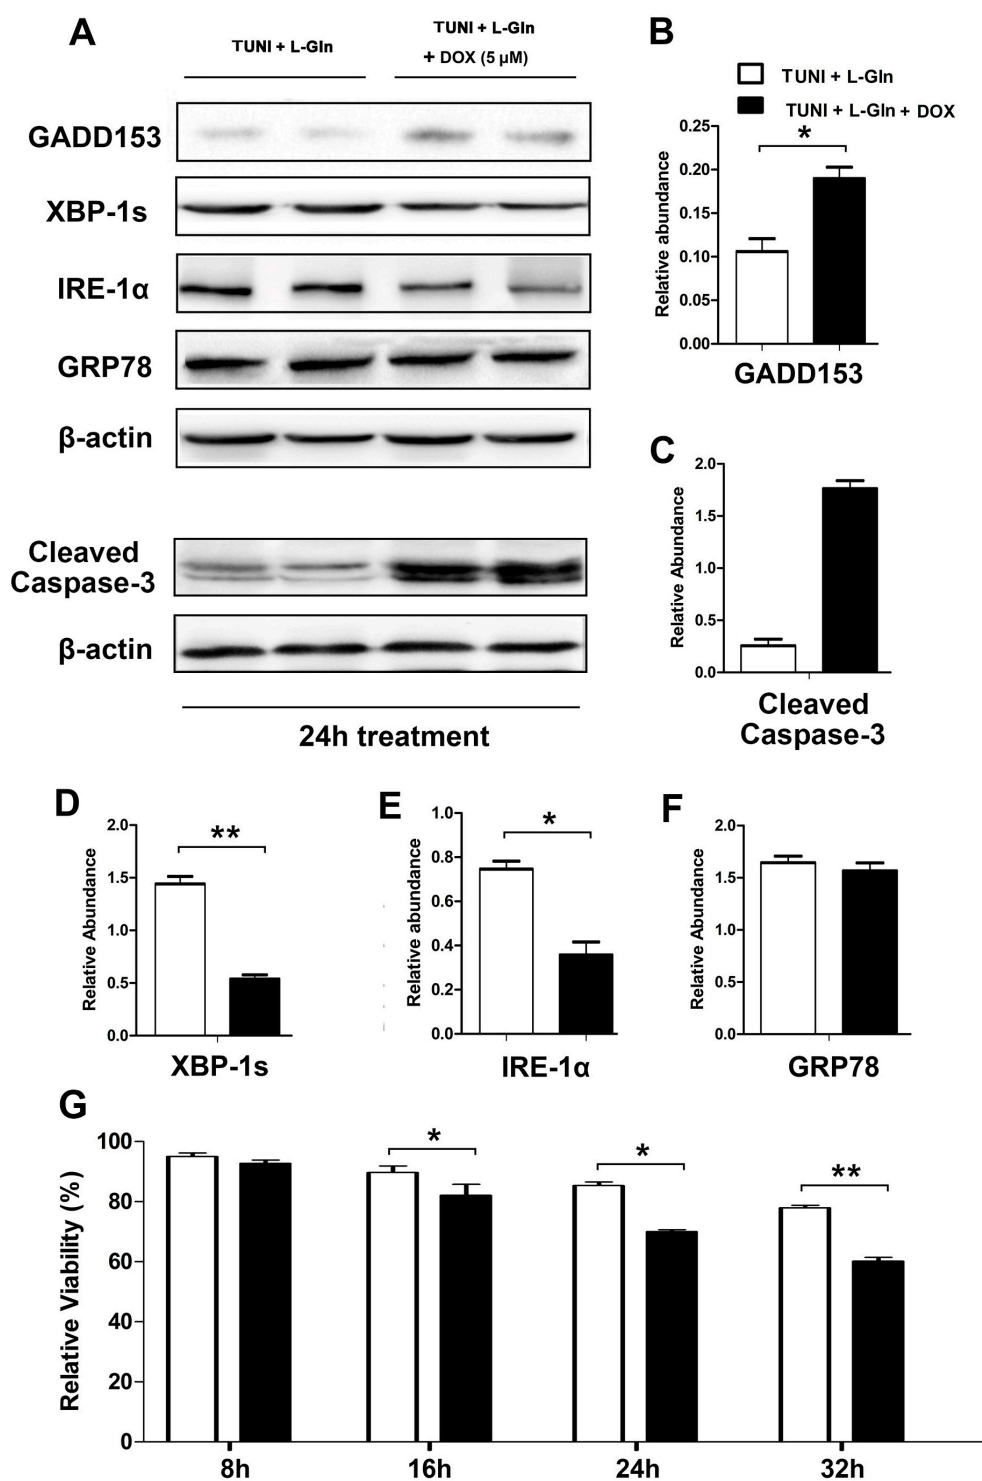 A
TUNI + L-Gln
TUNI + L-Gln
+ DOX (5 µM)
GADD153
XBP-1s
IRE-1α
GRP78
β-actin
Cleaved
Caspase-3
β-actin
24h treatment
B
TUNI + L-Gln
TUNI + L-Gln + DOX
Relative abundance
0.25
0.20
0.15
0.10
0.05
0.00
*
GADD153
C
Relative Abundance
2.0
1.5
1.0
0.5
0.0
Cleaved
Caspase-3
D
Relative Abundance
2.0
1.5
1.0
0.5
0.0
**
XBP-1s
E
Relative abundance
1.0
0.8
0.6
0.4
0.2
0.0
*
IRE-1α
F
Relative Abundance
2.0
1.5
1.0
0.5
0.0
GRP78
G
Relative Viability (%)
100
80
60
40
20
0
*
*
**
8h
16h
24h
32h